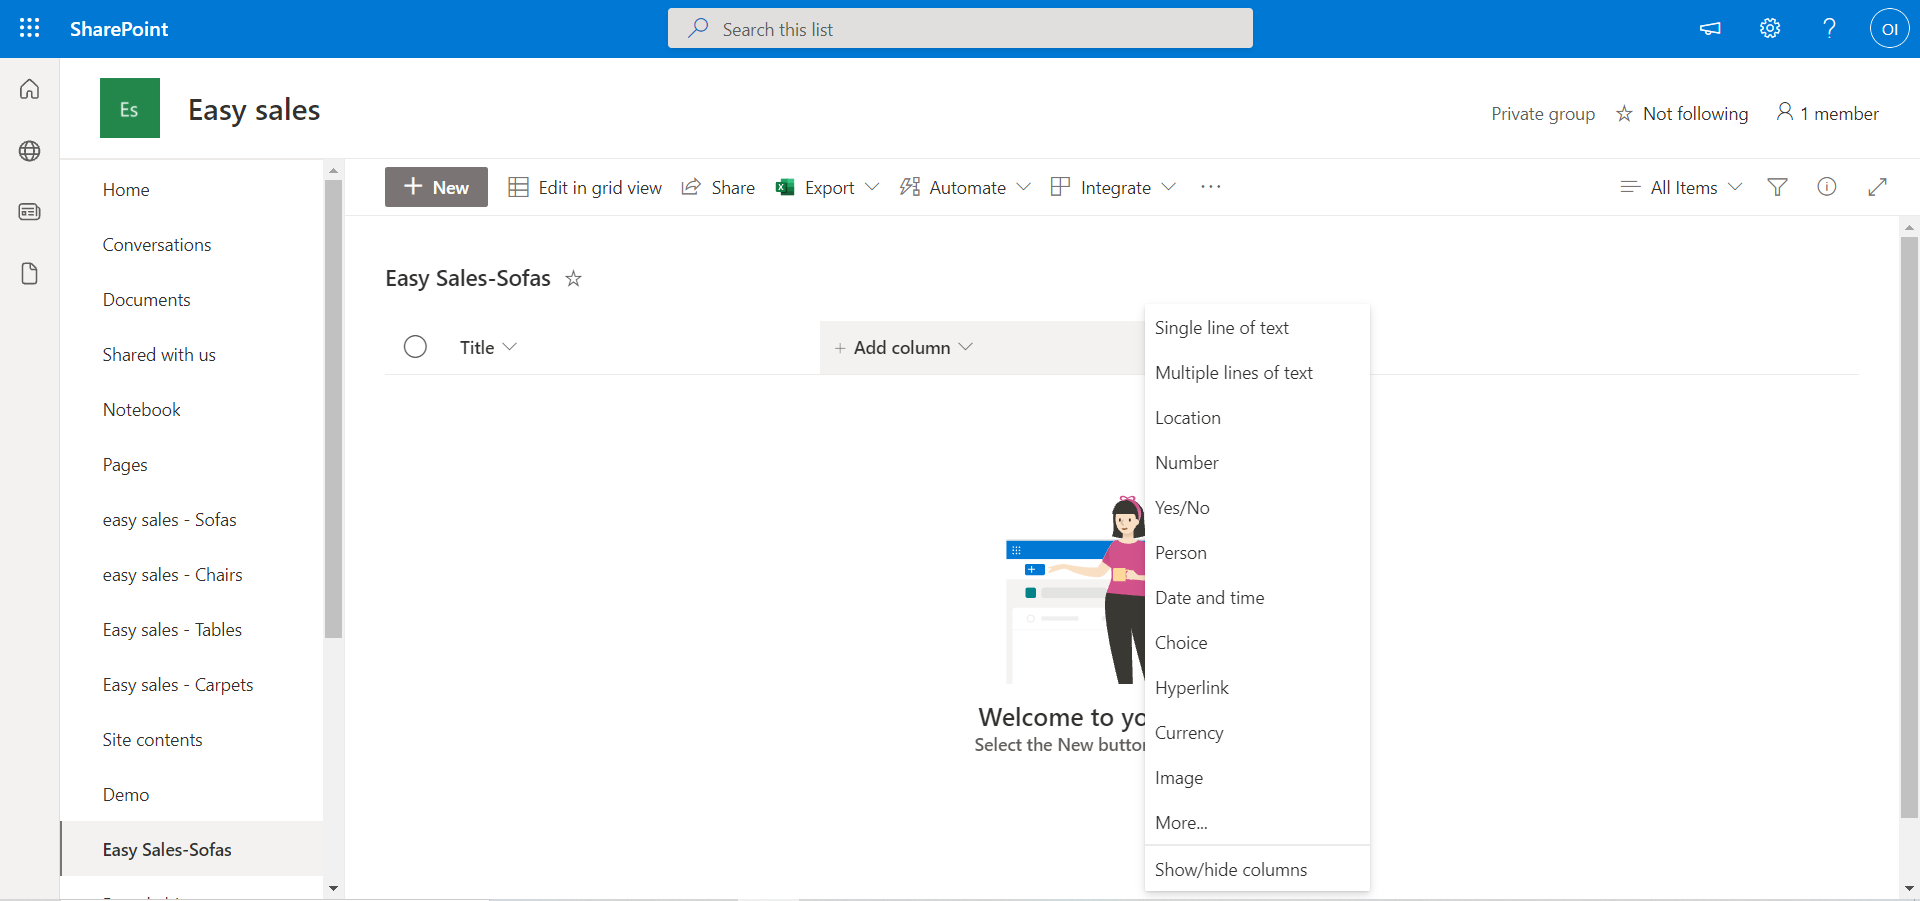 SharePoint
Search this list
?
OI
Es
Easy sales
Private group
Not following
1 member
Home
Conversations
Documents
Shared with us
Notebook
Pages
easy sales - Sofas
easy sales - Chairs
Easy sales - Tables
Easy sales - Carpets
Site contents
Demo
Easy Sales-Sofas
+ New
Edit in grid view
Share
Export
Automate
Integrate
...
All Items
Easy Sales-Sofas
Title
+ Add column
Single line of text
Multiple lines of text
Location
Number
Yes/No
Person
Date and time
Choice
Hyperlink
Currency
Image
More...
Show/hide columns
Welcome to yo
Select the New button